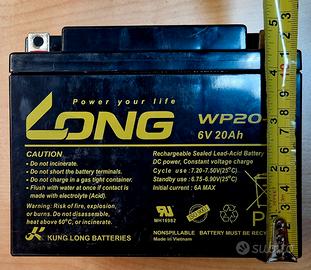 Power your life
LONG
WP20-
6V 20Ah
CAUTION
- Do not incinerate.
- Do not short the battery terminals.
- Do not charge in a gas tight container.
- Flush with water at once if contact is
made with electrolyte (Acid).
Warning: Risk of fire, explosion,
or burns. Do not disassemble,
heat above 60°C, or incinerate.
KUNG LONG BATTERIES
Rechargeable Sealed Lead-Acid Battery
DC power, Constant voltage charge
Cycle use : 7.20-7.50V(25°C)
Standby use : 6.75-6.90V(25°C)
Initial current : 6A MAX
MH16982
Pb
BATTERY MUST BE RECYCLED
NONSPILLABLE
Made in Vietnam
subito